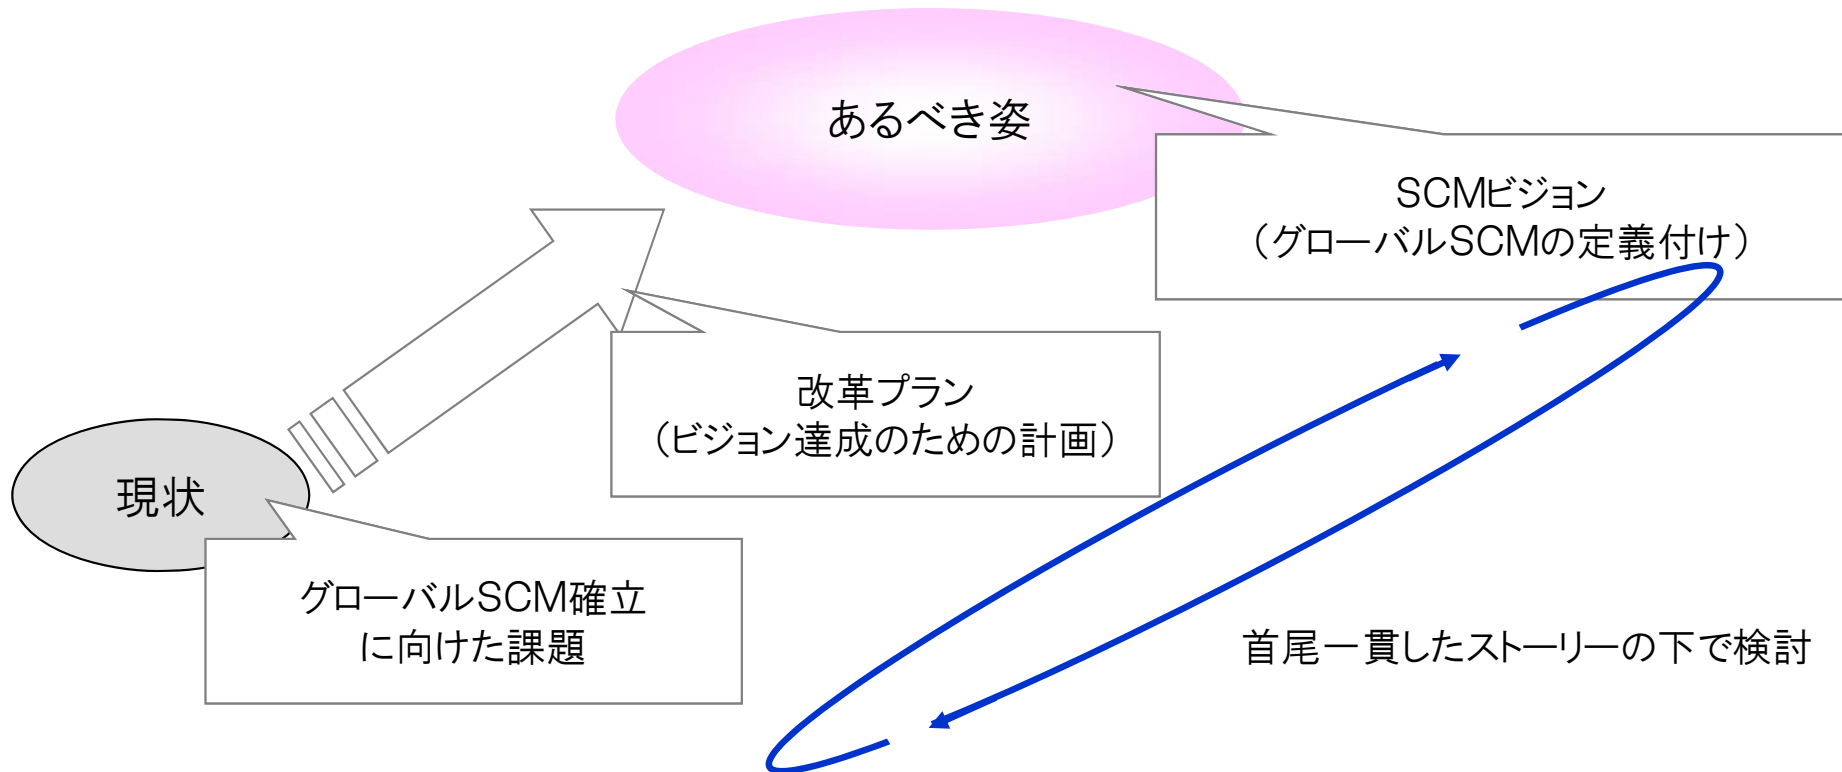 あるべき姿
SCMビジョン
（グローバルSCMの定義付け）
改革プラン
（ビジョン達成のための計画）
現状
グローバルSCM確立
に向けた課題
首尾一貫したストーリーの下で検討